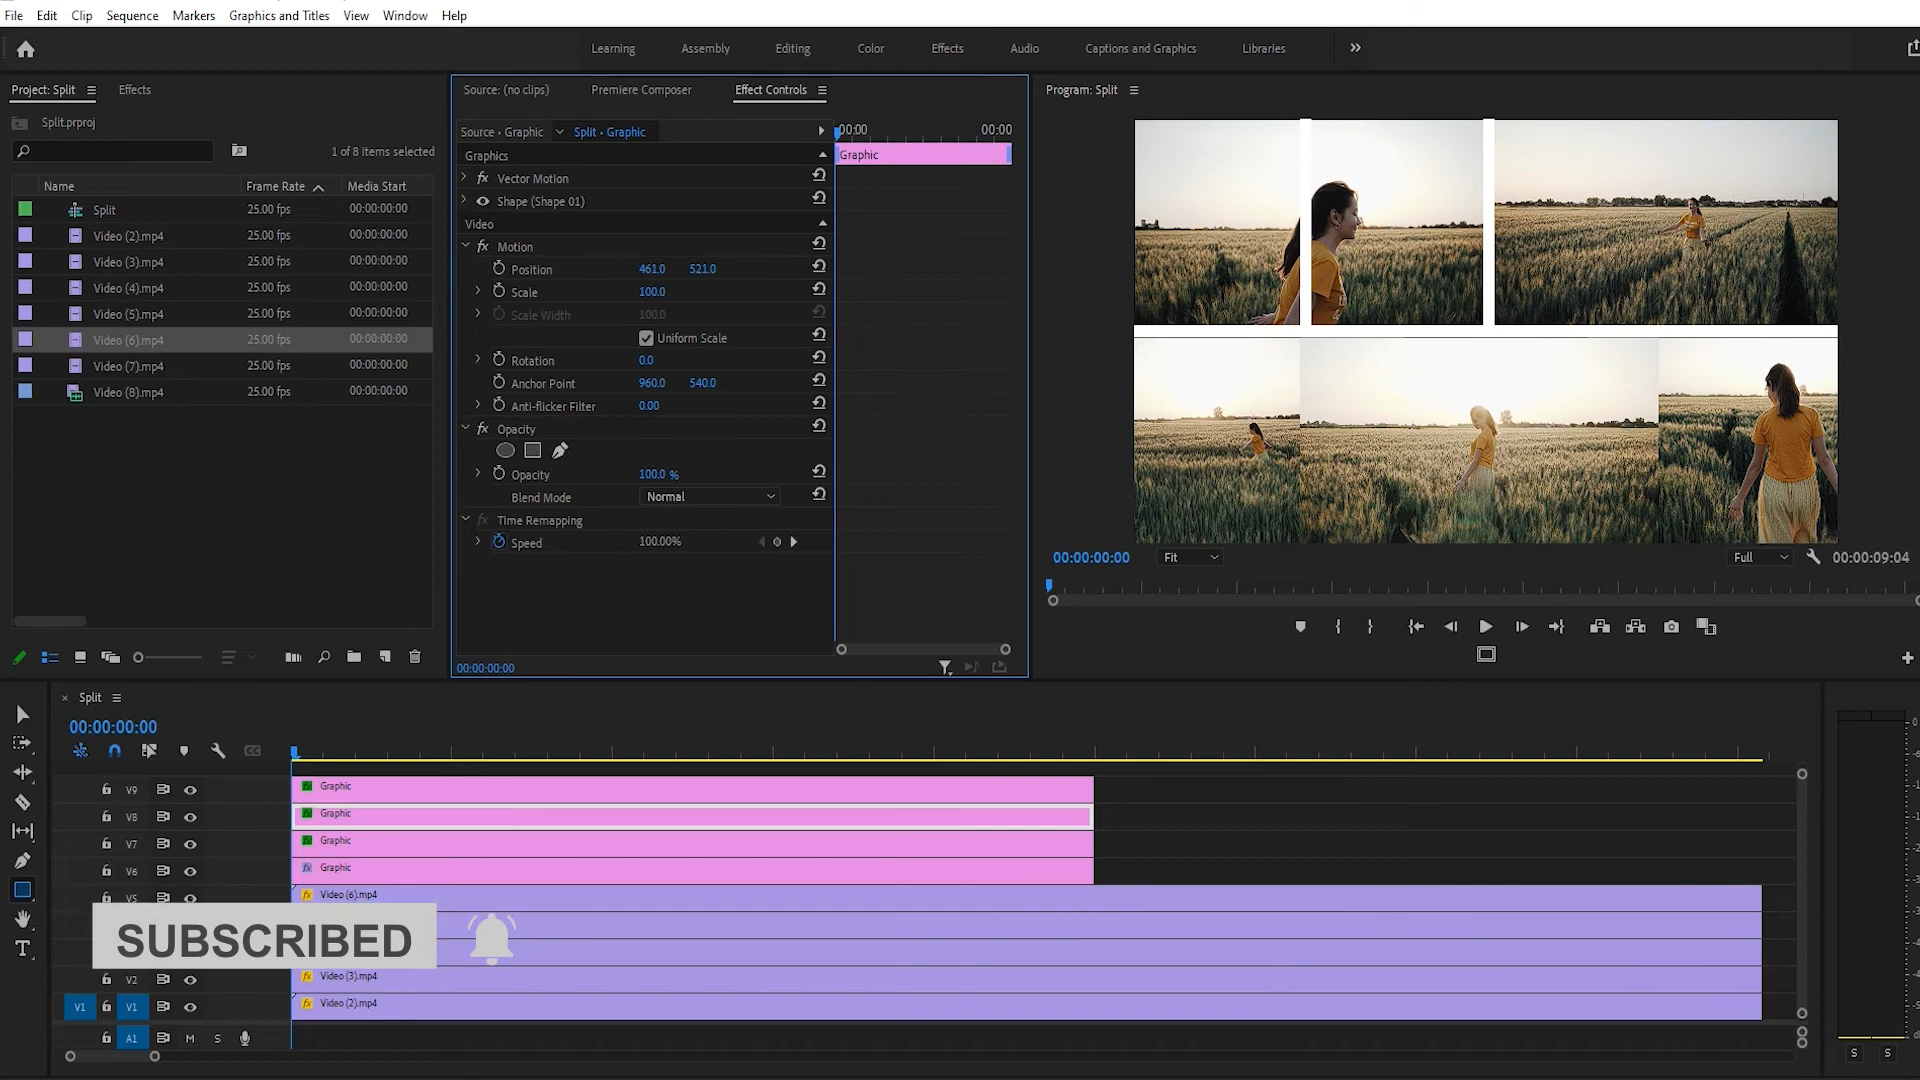 File Edit Clip Sequence Markers Graphics and Titles View Window Help
Learning Assembly Editing Color Effects Audio Captions and Graphics Libraries
Project: Split Effects
Split.prproj
1 of 8 items selected
Name Frame Rate Media Start
Split 25.00 fps 00:00:00:00
Video (2).mp4 25.00 fps 00:00:00:00
Video (3).mp4 25.00 fps 00:00:00:00
Video (4).mp4 25.00 fps 00:00:00:00
Video (5).mp4 25.00 fps 00:00:00:00
Video (6).mp4 25.00 fps 00:00:00:00
Video (7).mp4 25.00 fps 00:00:00:00
Video (8).mp4 25.00 fps 00:00:00:00
Source: (no clips) Premiere Composer Effect Controls
Source • Graphic Split • Graphic
:00:00 00:00
Graphics
Graphic
fx Vector Motion
Shape (Shape 01)
Video
fx Motion
Position 461.0 521.0
Scale 100.0
Scale Width 100.0
Uniform Scale
Rotation 0.0
Anchor Point 960.0 540.0
Anti-flicker Filter 0.00
fx Opacity
Opacity 100.0 %
Blend Mode Normal
fx Time Remapping
Speed 100.00%
00:00:00:00
Program: Split
00:00:00:00 Fit Full 00:00:09:04
Split
00:00:00:00
CC
V9 fx Graphic
V8 fx Graphic
V7 fx Graphic
V6 fx Graphic
V5 fx Video (6).mp4
SUBSCRIBED
V2 fx Video (3).mp4
V1 V1 fx Video (2).mp4
A1 M S
S S